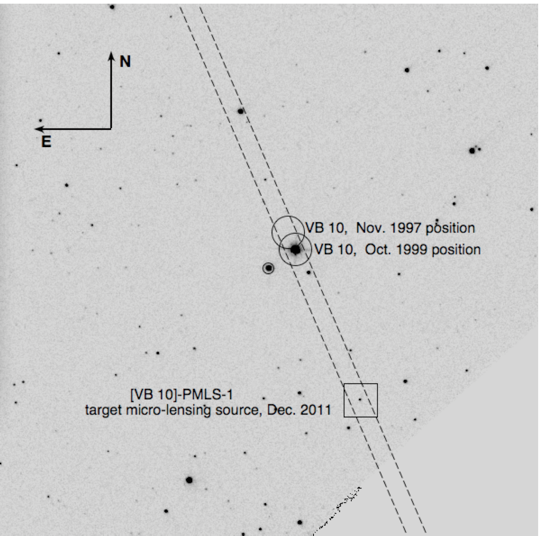 N
E
VB 10, Nov. 1997 position
VB 10, Oct. 1999 position
[VB 10]-PMLS-1
target micro-lensing source, Dec. 2011